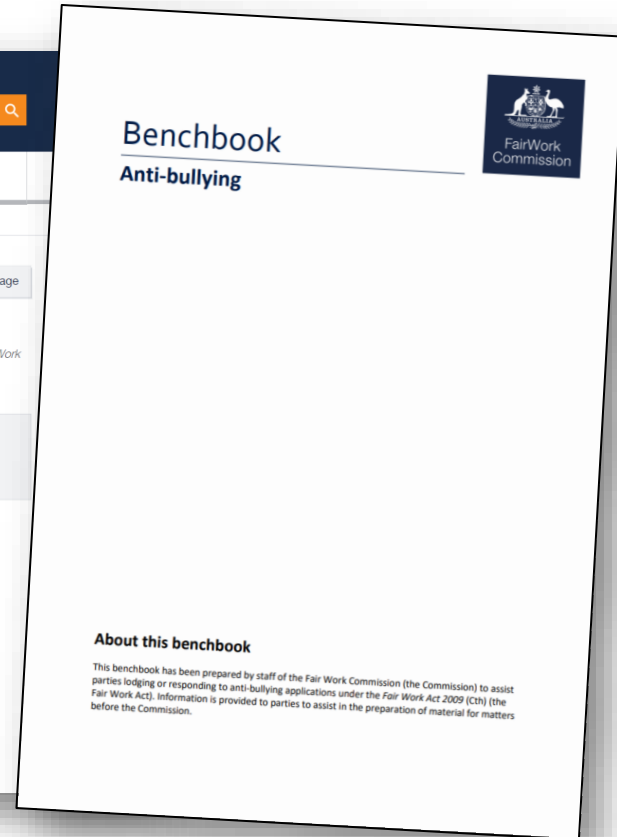 Benchbook
Anti-bullying
AUSTRALIA
FairWork
Commission
age
Work
About this benchbook
This benchbook has been prepared by staff of the Fair Work Commission (the Commission) to assist
parties lodging or responding to anti-bullying applications under the Fair Work Act 2009 (Cth) (the
Fair Work Act). Information is provided to parties to assist in the preparation of material for matters
before the Commission.